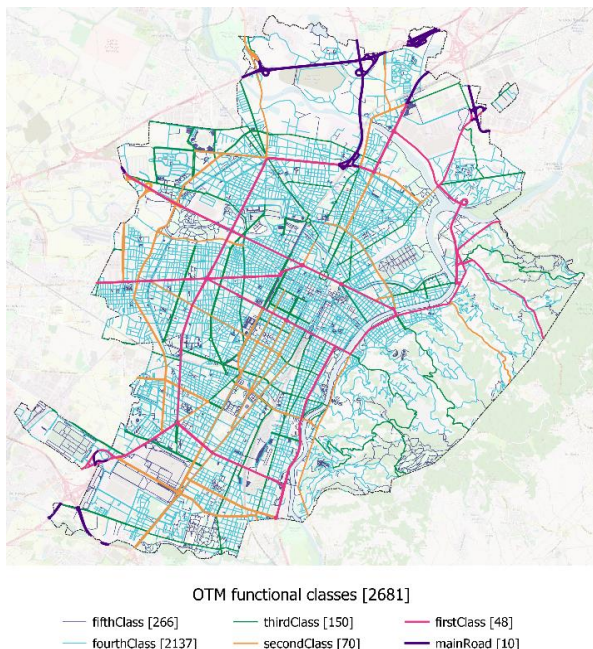 OTM functional classes [2681]
fifthClass [266] thirdClass [150] firstClass [48]
fourthClass [2137] secondClass [70] mainRoad [10]